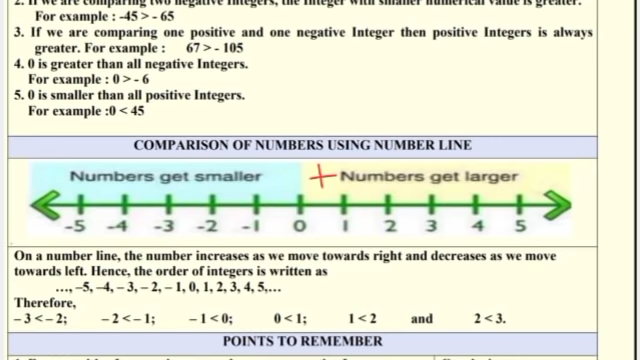 2. If we are comparing two negative Integers, the Integer with smaller numerical value is greater.
For example : -45 > - 65
3. If we are comparing one positive and one negative Integer then positive Integers is always
greater. For example : 67 > - 105
4. 0 is greater than all negative Integers.
For example : 0 > - 6
5. 0 is smaller than all positive Integers.
For example :0 < 45
COMPARISON OF NUMBERS USING NUMBER LINE
Numbers get smaller + Numbers get larger
-5 -4 -3 -2 -1 0 1 2 3 4 5
On a number line, the number increases as we move towards right and decreases as we move
towards left. Hence, the order of integers is written as
…, –5, –4, – 3, – 2, – 1, 0, 1, 2, 3, 4, 5,…
Therefore,
– 3 < – 2; – 2 < – 1; – 1 < 0; 0 < 1; 1 < 2 and 2 < 3.
POINTS TO REMEMBER